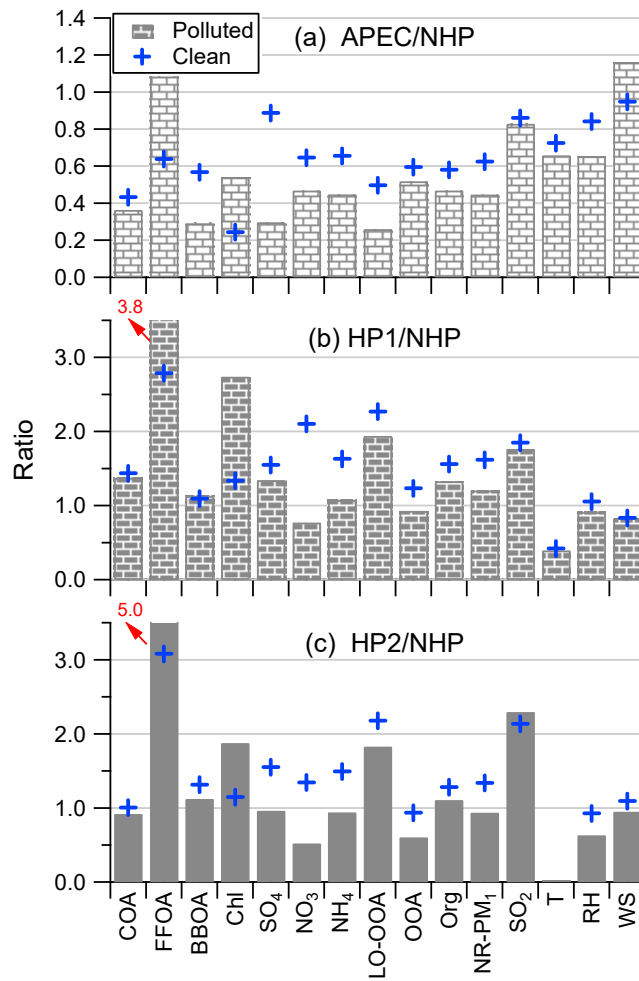 Polluted
Clean
(a) APEC/NHP
1.4
1.2
1.0
0.8
0.6
0.4
0.2
0.0
3.8
(b) HP1/NHP
3.0
2.0
1.0
0.0
Ratio
5.0
(c) HP2/NHP
3.0
2.0
1.0
0.0
COA
FFOA
BBOA
Chl
SO₄
NO₃
NH₄
LO-OOA
OOA
Org
NR-PM₁
SO₂
T
RH
WS